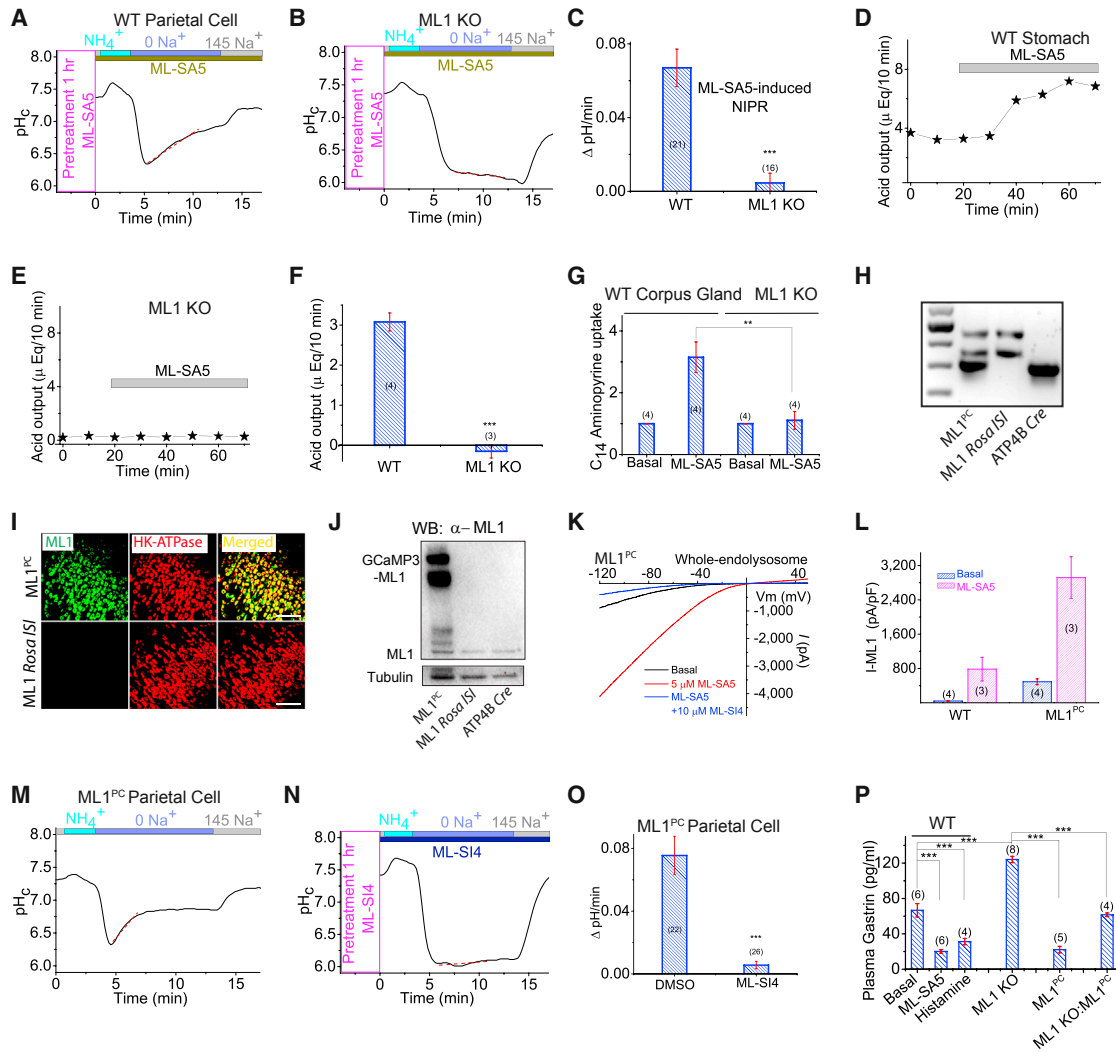 A
WT Parietal Cell
NH4+
0 Na+
145 Na+
ML-SA5
Pretreatment 1 hr
ML-SA5
pHc
8.0
7.5
7.0
6.5
6.0
0 5 10 15
Time (min)
B
ML1 KO
NH4+
0 Na+
145 Na+
ML-SA5
Pretreatment 1 hr
ML-SA5
pHc
8.0
7.5
7.0
6.5
6.0
0 5 10 15
Time (min)
C
Δ pH/min
0.08
0.04
0.00
ML-SA5-induced
NIPR
(21)
***
(16)
WT ML1 KO
D
WT Stomach
ML-SA5
Acid output (μ Eq/10 min)
8
4
0 20 40 60
Time (min)
E
ML1 KO
ML-SA5
Acid output (μ Eq/10 min)
8
4
0
0 20 40 60
Time (min)
F
Acid output (μ Eq/10 min)
3
2
1
0
(4)
***
(3)
WT ML1 KO
G
WT Corpus Gland ML1 KO
C14 Aminopyrine uptake
4
3
2
1
0
**
(4) (4) (4) (4)
Basal ML-SA5 Basal ML-SA5
H
ML1PC
ML1 Rosa lSl
ATP4B Cre
I
ML1 HK-ATPase Merged
ML1PC
ML1 Rosa lSl
J
WB: α– ML1
GCaMP3
-ML1
ML1
Tubulin
ML1PC
ML1 Rosa lSl
ATP4B Cre
K
ML1PC
Whole-endolysosome
-120 -80 -40 40
Vm (mV)
-1,000
-2,000
-3,000
-4,000
I (pA)
Basal
5 μM ML-SA5
ML-SA5
+10 μM ML-SI4
L
I-ML1 (pA/pF)
3,600
2,700
1,800
800
Basal
ML-SA5
(4) (3) (4) (3)
WT ML1PC
M
ML1PC Parietal Cell
NH4+
0 Na+
145 Na+
pHc
8.0
7.5
7.0
6.5
6.0
0 5 10 15
Time (min)
N
NH4+
0 Na+
145 Na+
ML-SI4
Pretreatment 1 hr
ML-SI4
pHc
8.0
7.5
7.0
6.5
6.0
0 5 10 15
Time (min)
O
ML1PC Parietal Cell
Δ pH/min
0.08
0.04
0.00
(22)
***
(26)
DMSO ML-SI4
P
WT
Plasma Gastrin (pg/ml)
160
120
80
40
0
***
***
***
***
***
(6) (6) (4) (8) (5) (4)
Basal
ML-SA5
Histamine
ML1 KO
ML1PC
ML1 KO:ML1PC